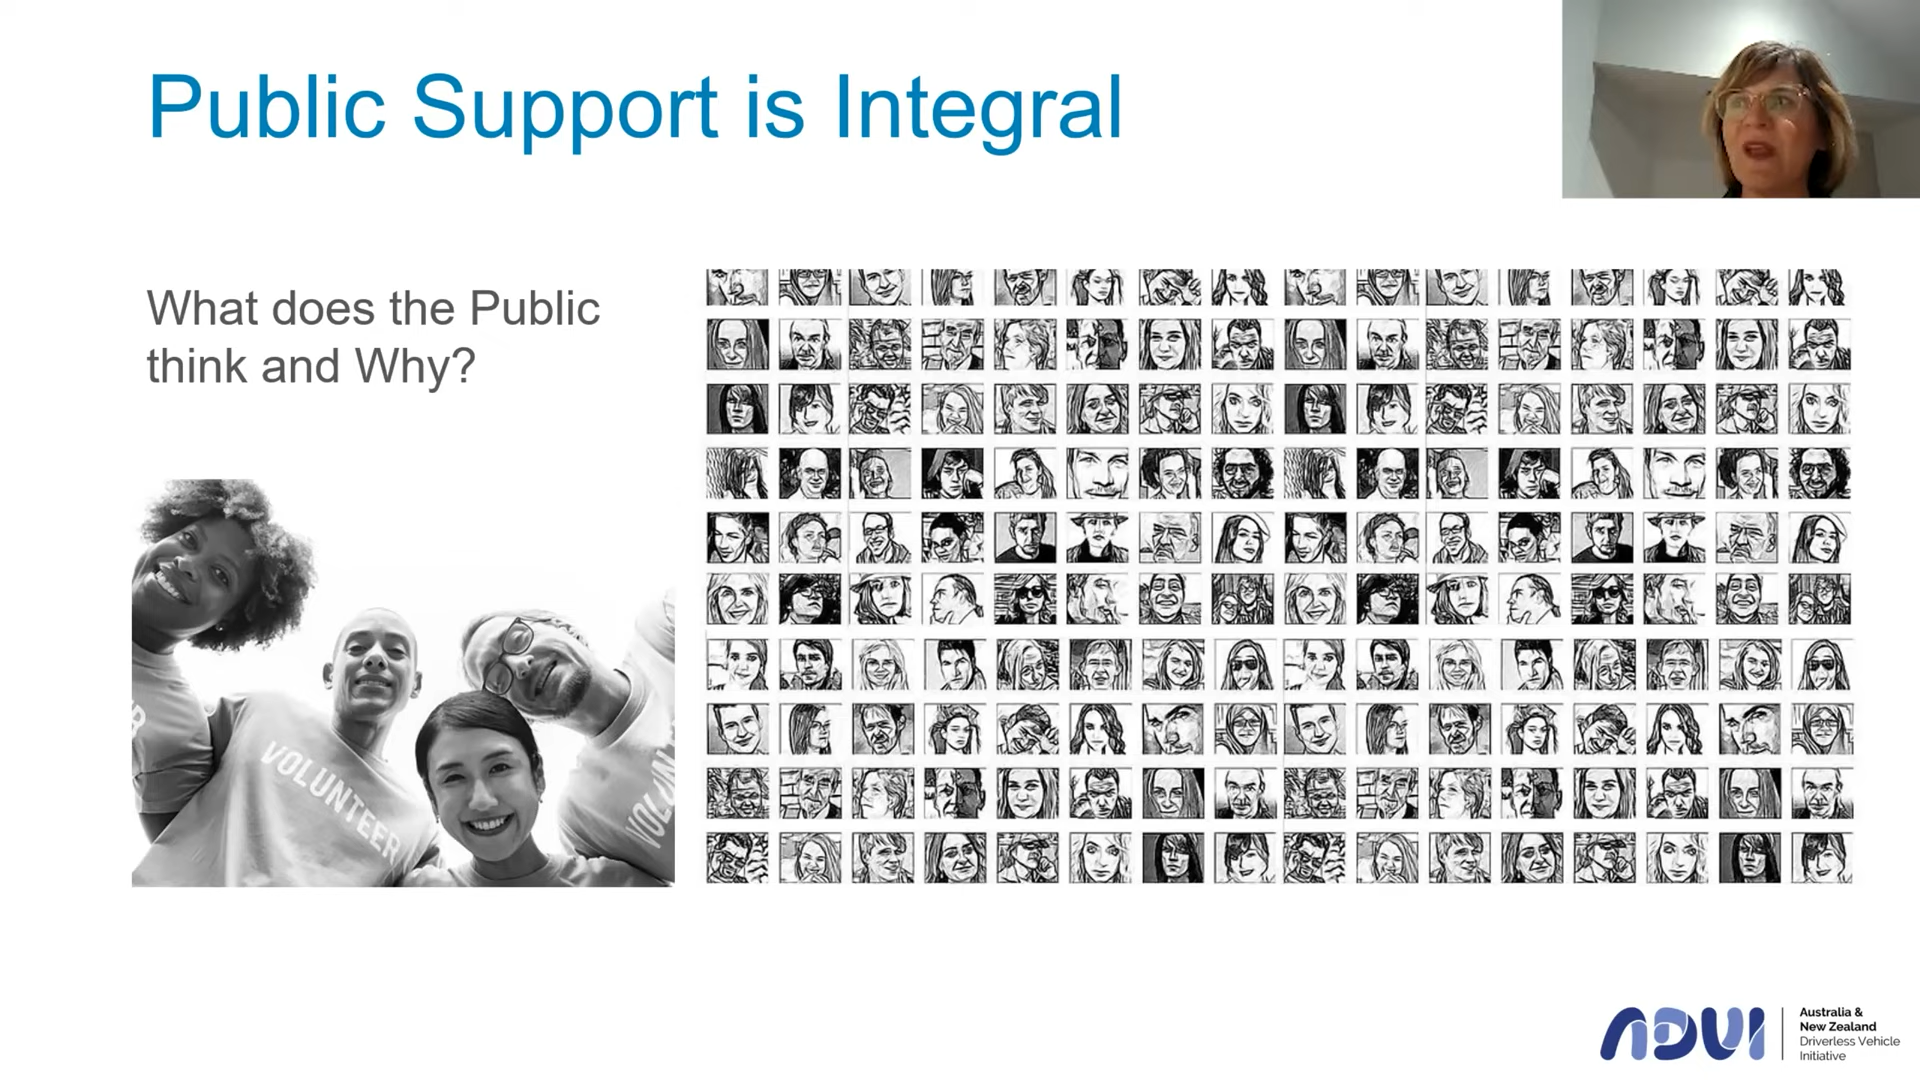 Public Support is Integral
What does the Public
think and Why?
VOLUNTEER
ADVI
Australia &
New Zealand
Driverless Vehicle
Initiative